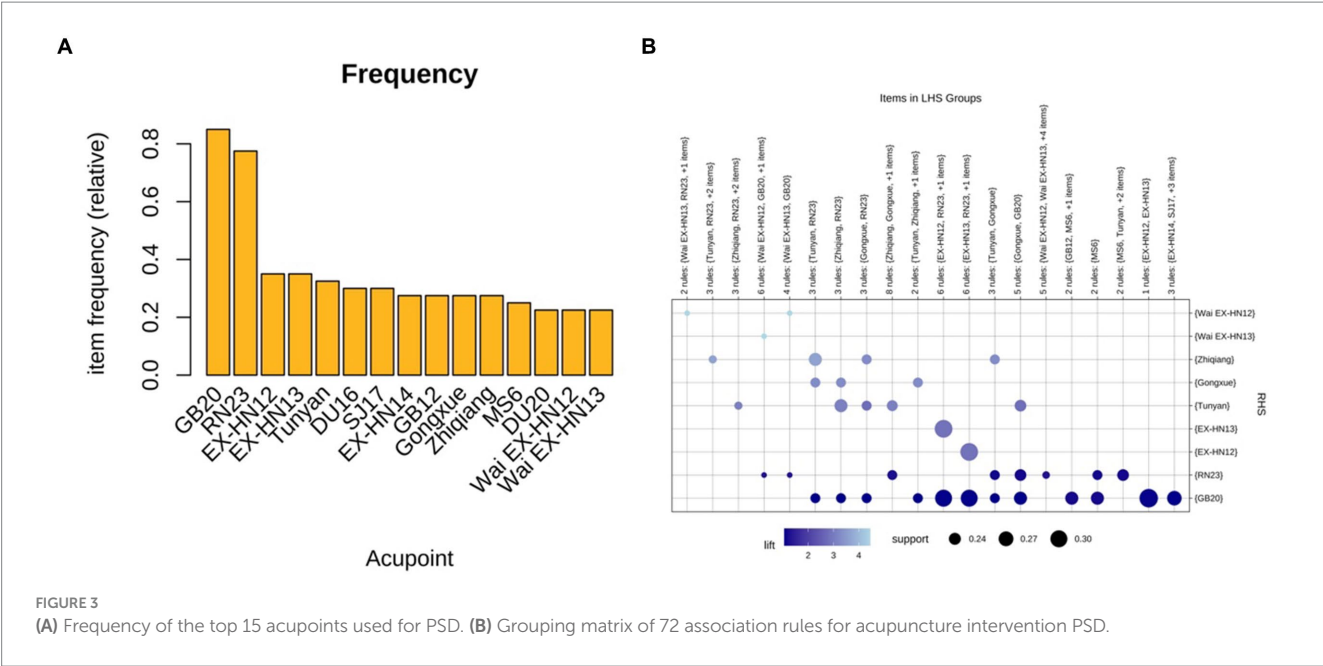 A
Frequency
item frequency (relative)
0.0
0.2
0.4
0.6
0.8
GB20
RN23
EX-HN12
EX-HN13
Tunyan
DU16
SJ17
EX-HN14
GB12
Gongxue
Zhiqiang
MS6
DU20
Wai EX-HN12
Wai EX-HN13
Acupoint
B
Items in LHS Groups
2 rules: {Wai EX-HN13, RN23, +1 items}
3 rules: {Tunyan, RN23, +2 items}
3 rules: {Zhiqiang, RN23, +2 items}
6 rules: {Wai EX-HN12, GB20, +1 items}
4 rules: {Wai EX-HN13, GB20}
3 rules: {Tunyan, RN23}
3 rules: {Zhiqiang, RN23}
3 rules: {Gongxue, RN23}
8 rules: {Zhiqiang, Gongxue, +1 items}
2 rules: {Tunyan, Zhiqiang, +1 items}
6 rules: {EX-HN12, RN23, +1 items}
6 rules: {EX-HN13, RN23, +1 items}
3 rules: {Tunyan, Gongxue}
5 rules: {Gongxue, GB20}
5 rules: {Wai EX-HN12, Wai EX-HN13, +4 items}
2 rules: {GB12, MS6, +1 items}
2 rules: {MS6}
2 rules: {MS6, Tunyan, +2 items}
1 rules: {EX-HN12, EX-HN13}
3 rules: {EX-HN14, SJ17, +3 items}
{Wai EX-HN12}
{Wai EX-HN13}
{Zhiqiang}
{Gongxue}
{Tunyan}
{EX-HN13}
{EX-HN12}
{RN23}
{GB20}
RHS
lift
2 3 4
support
0.24
0.27
0.30
FIGURE 3
(A) Frequency of the top 15 acupoints used for PSD. (B) Grouping matrix of 72 association rules for acupuncture intervention PSD.